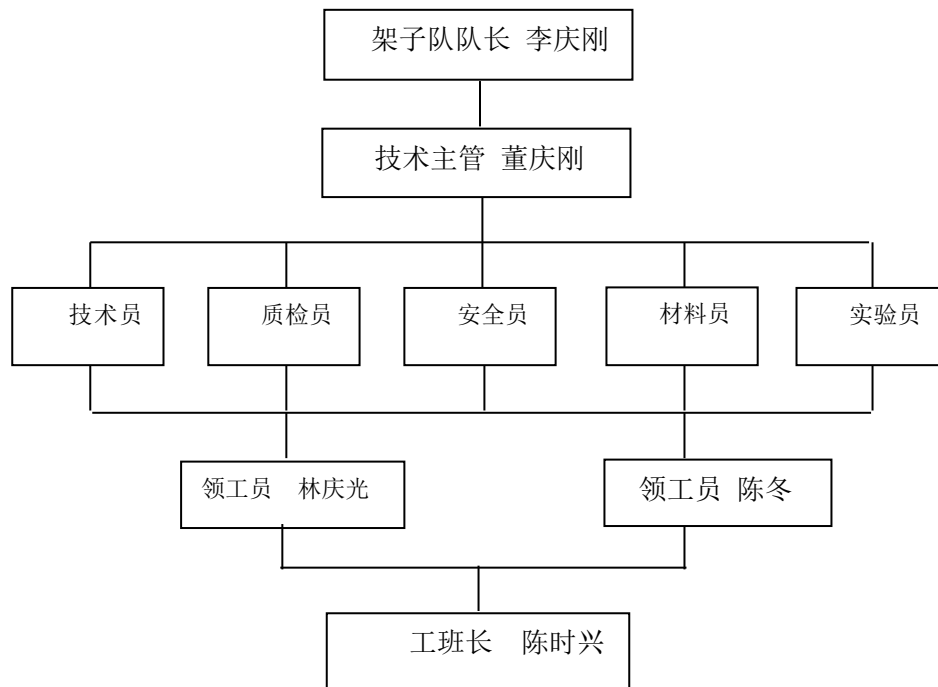 架子队队长 李庆刚
技术主管 董庆刚
技术员 质检员 安全员 材料员 实验员
领工员 林庆光 领工员 陈冬
工班长 陈时兴